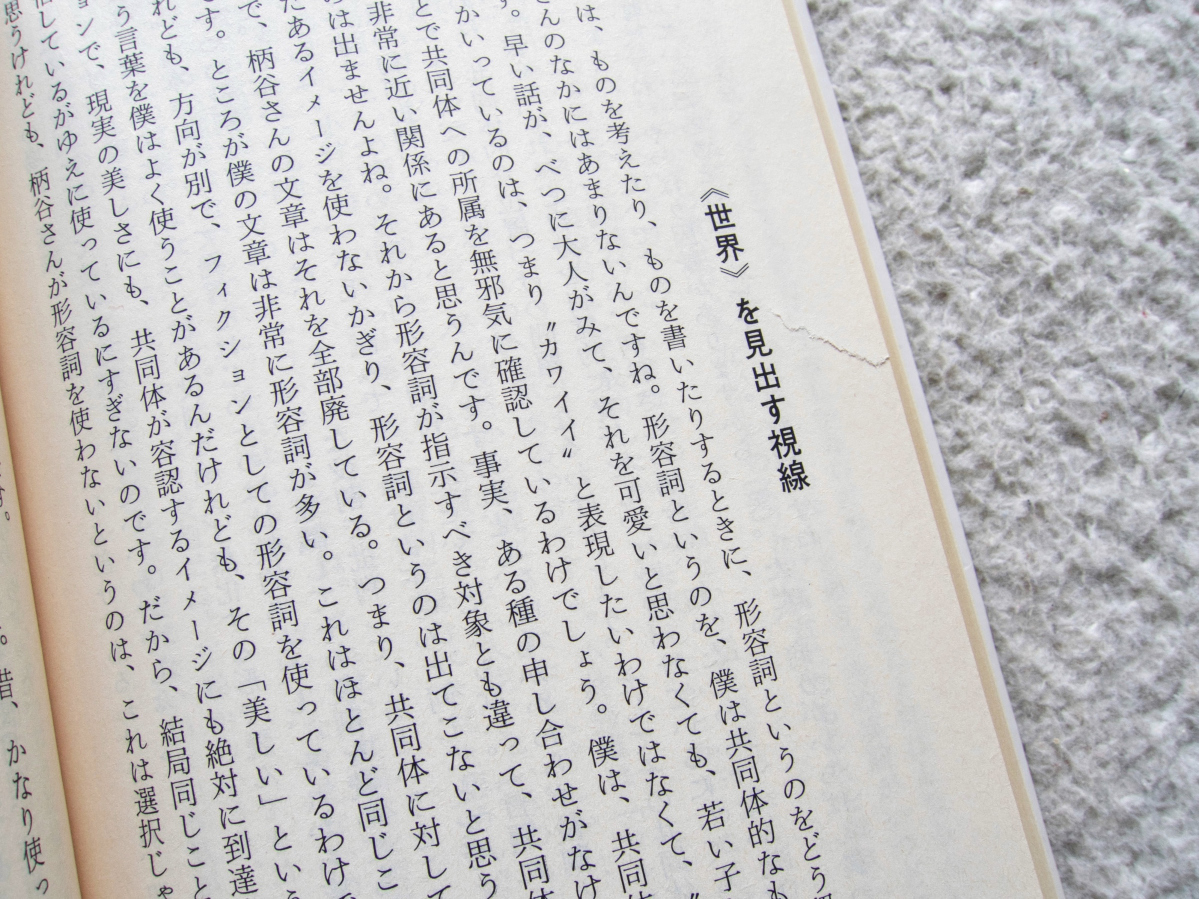 《世界》を見出す視線
は、ものを考えたり、ものを書いたりするときに、形容詞というのをどう
さんのなかにはあまりないんですね。形容詞というのを、僕は共同体的なも
す。早い話が、べつに大人がみて、それを可愛いと思わなくても、若い子
かいっているのは、つまり〝カワイイ〟と表現したいわけではなくて、〝
とで共同体への所属を無邪気に確認しているわけでしょう。僕は、共同体
非常に近い関係にあると思うんです。事実、ある種の申し合わせがなけ
のは出ませんよね。それから形容詞が指示すべき対象とも違って、共同体
たあるイメージを使わないかぎり、形容詞というのは出てこないと思う
で、柄谷さんの文章はそれを全部廃している。つまり、共同体に対して
す。ところが僕の文章は非常に形容詞が多い。これはほとんど同じこ
れども、方向が別で、フィクションとしての形容詞を使っているわけで
う言葉を僕はよく使うことがあるんだけれども、その「美しい」という
ョンで、現実の美しさにも、共同体が容認するイメージにも絶対に到達
しているがゆえに使っているにすぎないのです。だから、結局同じこと
思うけれども、柄谷さんが形容詞を使わないというのは、これは選択じゃ
ます。
昔、かなり使っ